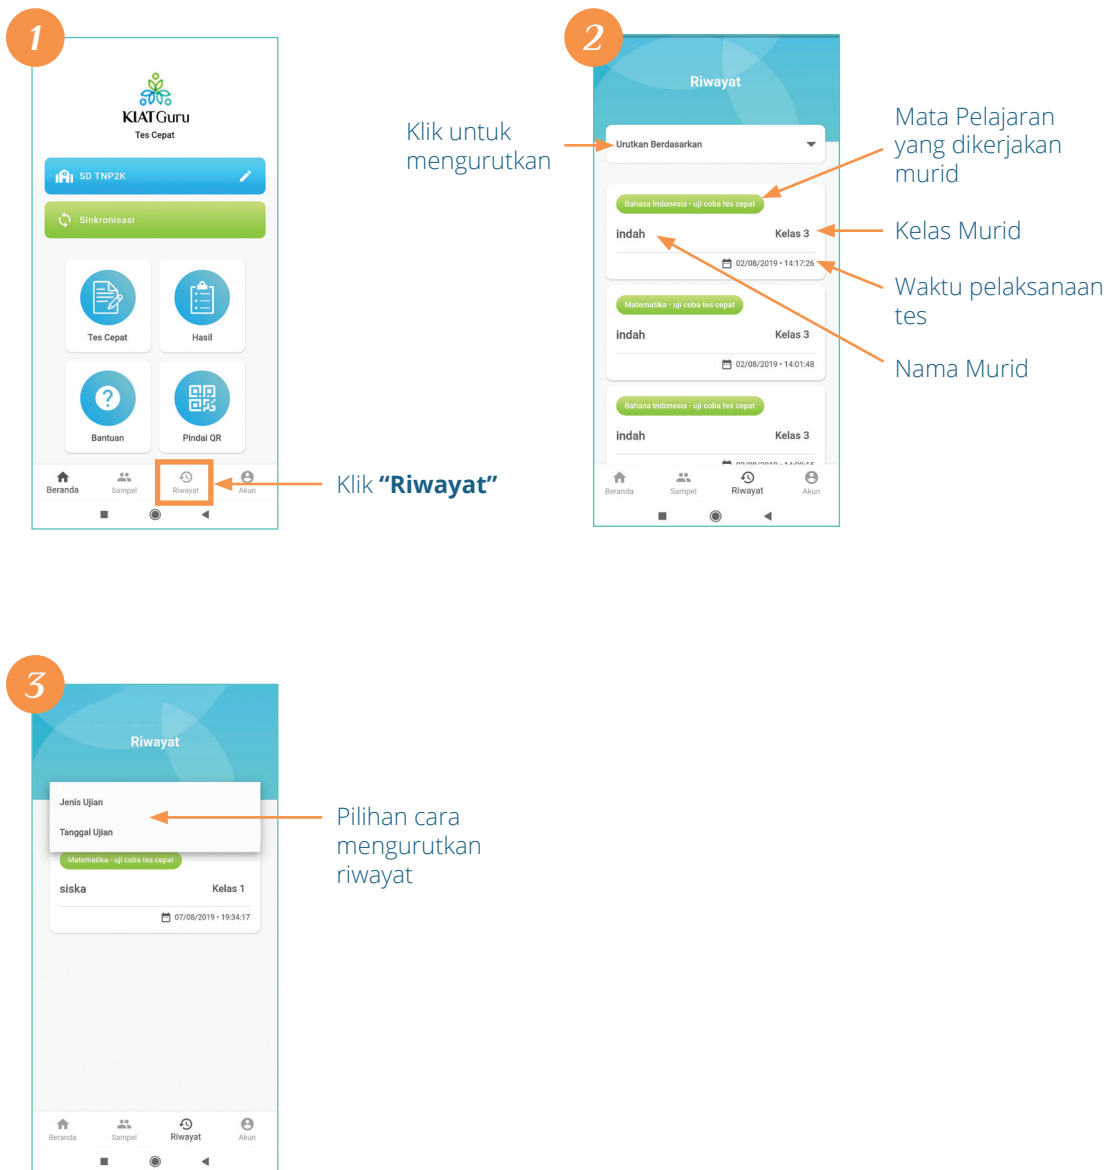 1
KIAT Guru
Tes Cepat
SD TNP2K
Sinkronisasi
Tes Cepat
Hasil
Bantuan
Pindai QR
Beranda
Sampel
Riwayat
Akun
Klik “Riwayat”
2
Riwayat
Klik untuk
mengurutkan
Urutkan Berdasarkan
Bahasa Indonesia - uji coba tes cepat
indah
Kelas 3
02/08/2019 • 14:17:26
Matematika - uji coba tes cepat
indah
Kelas 3
02/08/2019 • 14:01:48
Bahasa Indonesia - uji coba tes cepat
indah
Kelas 3
Beranda
Sampel
Riwayat
Akun
Mata Pelajaran
yang dikerjakan
murid
Kelas Murid
Waktu pelaksanaan
tes
Nama Murid
3
Riwayat
Jenis Ujian
Tanggal Ujian
Matematika - uji coba tes cepat
siska
Kelas 1
07/08/2019 • 19:34:17
Beranda
Sampel
Riwayat
Akun
Pilihan cara
mengurutkan
riwayat